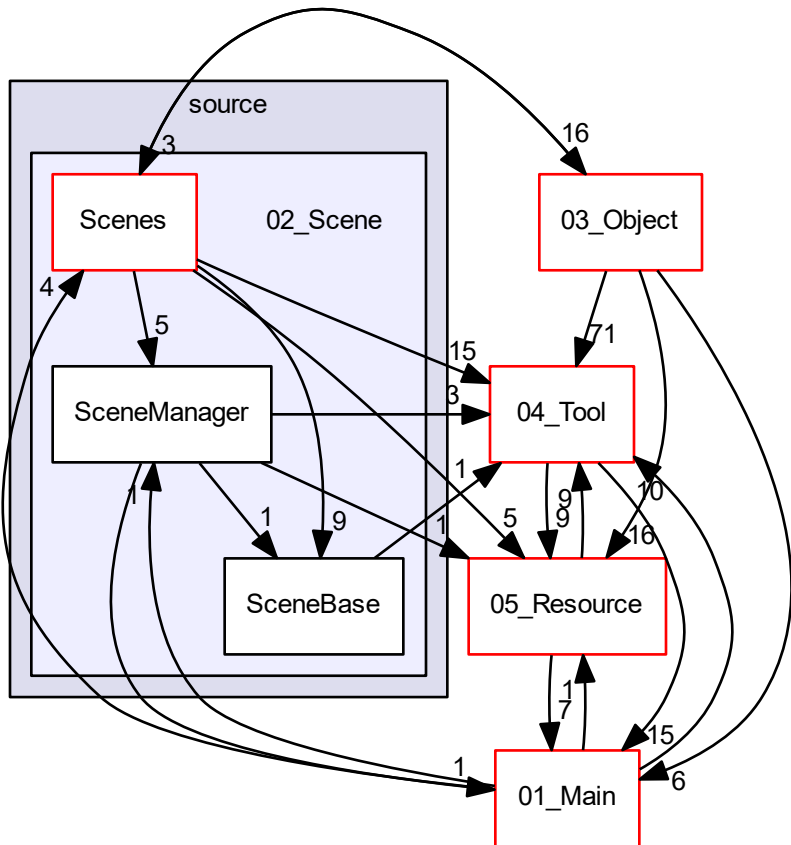 source
3
16
Scenes
02_Scene
03_Object
4
5
15
71
SceneManager
3
04_Tool
1
1
9
1
5
9
9
10
16
1
SceneBase
05_Resource
1
7
1
15
6
01_Main